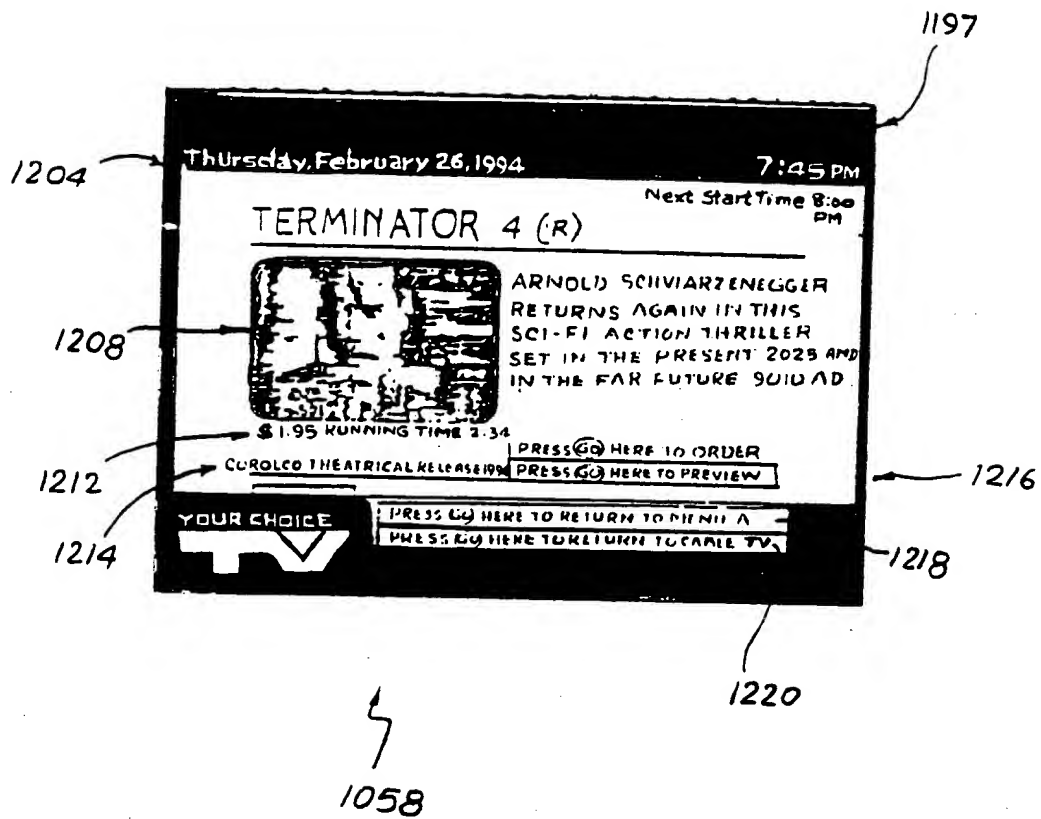 1197
Thursday, February 26, 1994 7:45 PM
1204
Next Start Time 8:00
PM
TERMINATOR 4 (R)
ARNOLD SCHWARZENEGGER
RETURNS AGAIN IN THIS
SCI-FI ACTION THRILLER
SET IN THE PRESENT 2025 AND
IN THE FAR FUTURE 9010 AD
1208
$1.95 RUNNING TIME 2:34
PRESS GO HERE TO ORDER
1212
COROLCO THEATRICAL RELEASE 1994 PRESS GO HERE TO PREVIEW
1216
1214
YOUR CHOICE
TV
PRESS GO HERE TO RETURN TO MENU A
PRESS GO HERE TO RETURN TO CABLE TV
1218
1220
1058